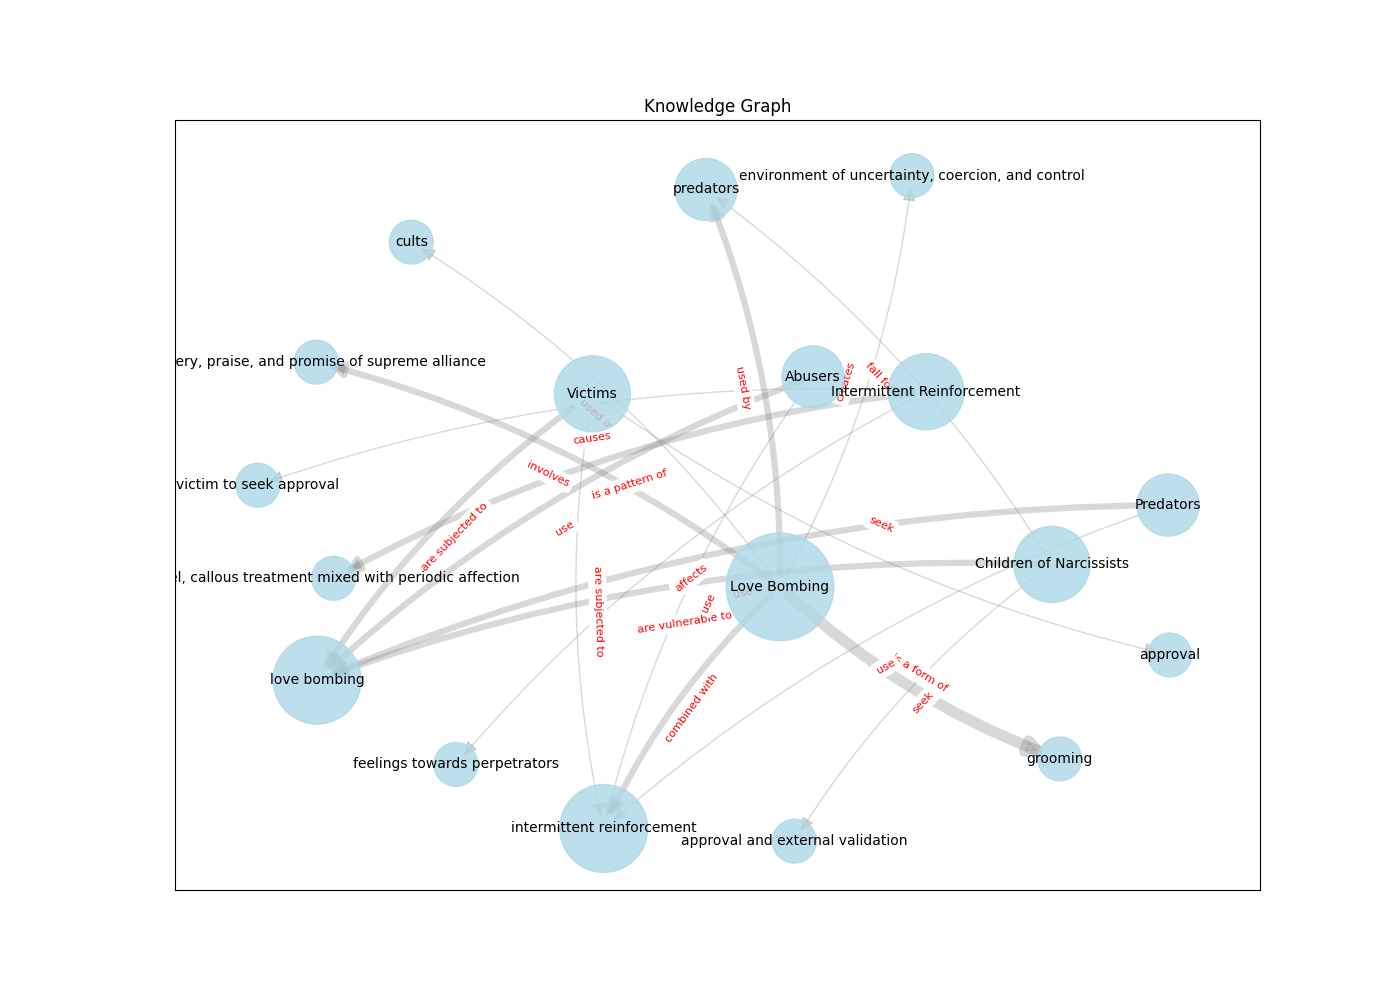 Knowledge Graph
predators
environment of uncertainty, coercion, and control
cults
ery, praise, and promise of supreme alliance
Victims
Abusers
Intermittent Reinforcement
used by
fall fo
used in
causes
involves
is a pattern of
victim to seek approval
Predators
are subjected to
use
seek
callous treatment mixed with periodic affection
Children of Narcissists
affects
Love Bombing
use
use
are subjected to
are vulnerable to
approval
love bombing
use
is a form of
seek
combined with
feelings towards perpetrators
grooming
intermittent reinforcement
approval and external validation